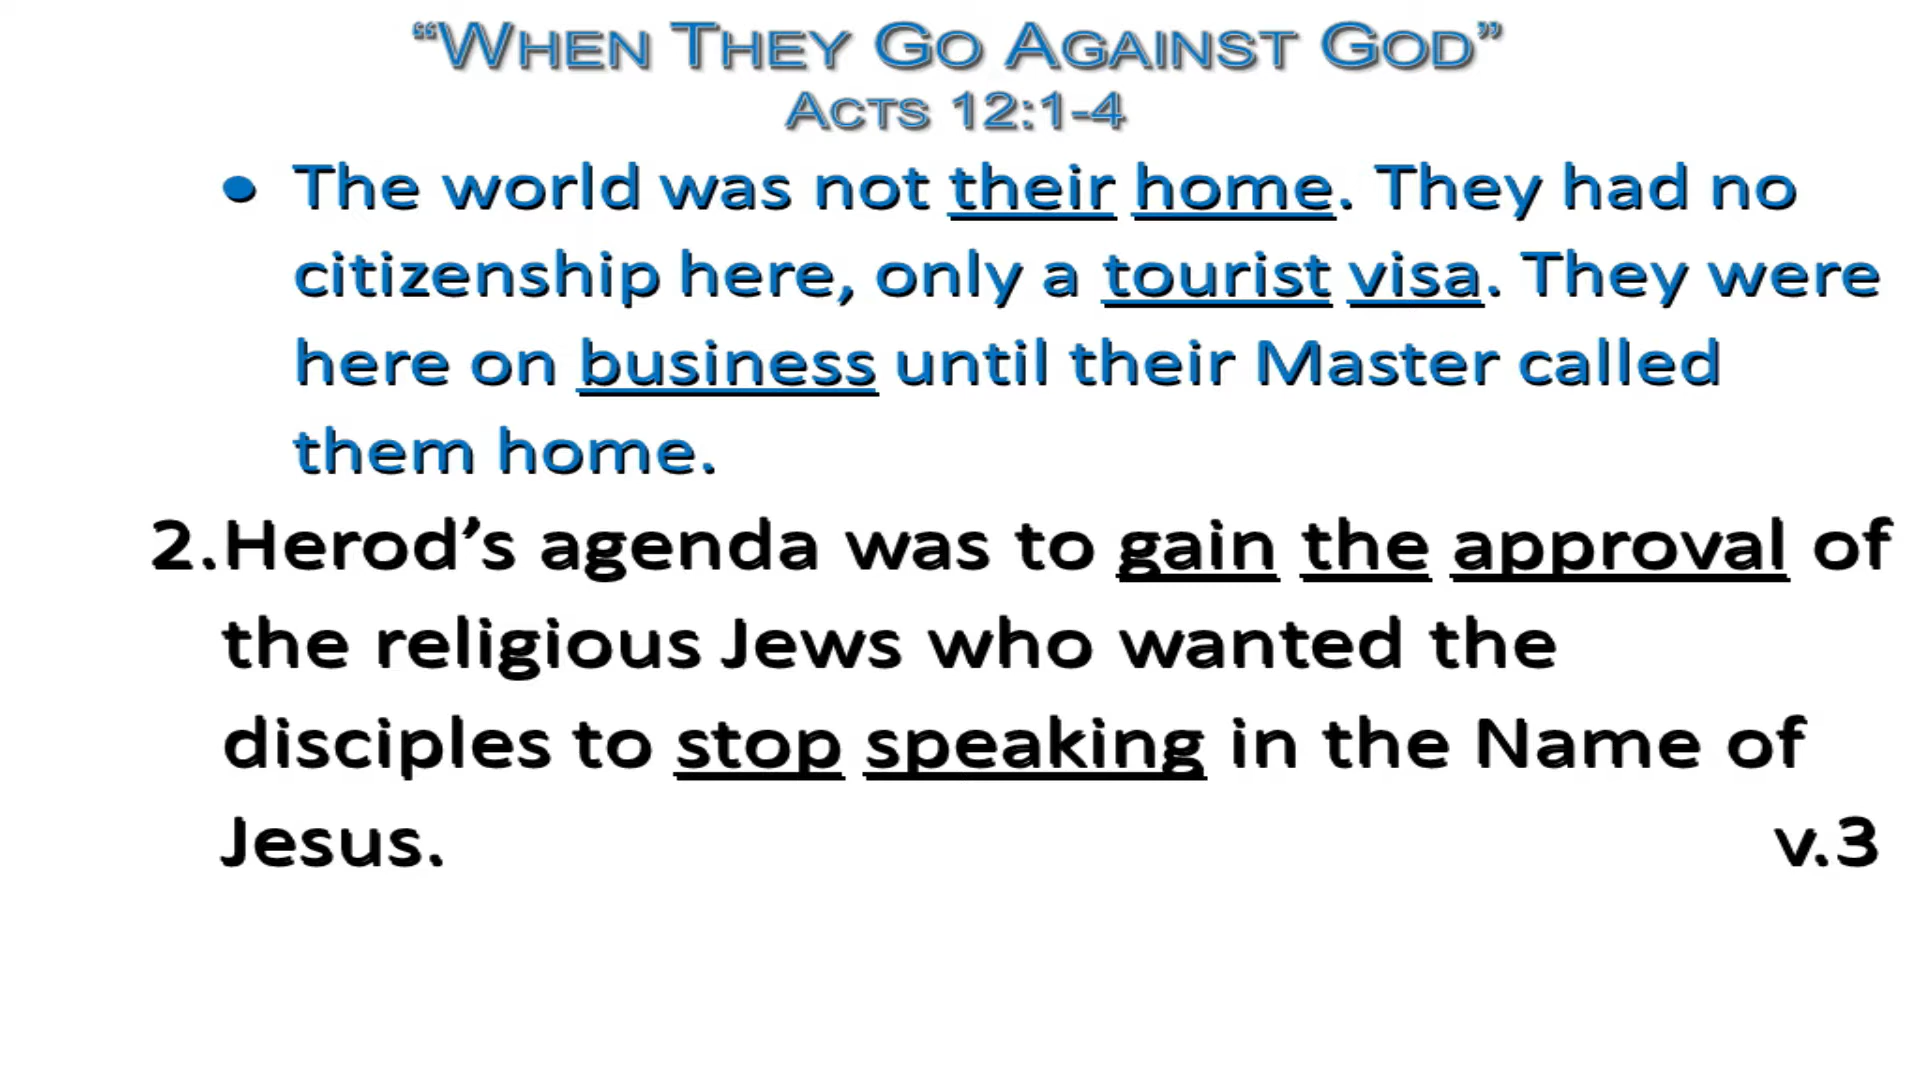 “When They Go Against God”
Acts 12:1-4
• The world was not their home. They had no
citizenship here, only a tourist visa. They were
here on business until their Master called
them home.
2.Herod’s agenda was to gain the approval of
the religious Jews who wanted the
disciples to stop speaking in the Name of
Jesus. v.3